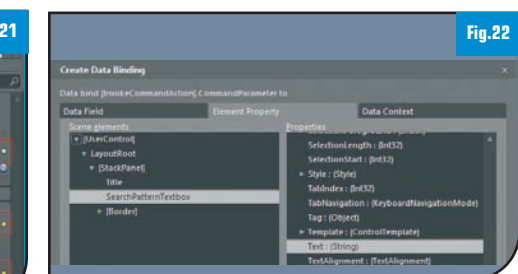 21
Fig.22
Create Data Binding
Data bind [InvokeCommandAction].CommandParameter to
Data Field
Element Property
Data Context
Scene elements
[UserControl]
LayoutRoot
[StackPanel]
Title
SearchPatternTextbox
[Border]
Properties
SelectionLength : (Int32)
SelectionStart : (Int32)
Style : (Style)
TabIndex : (Int32)
TabNavigation : (KeyboardNavigationMode)
Tag : (Object)
Template : (ControlTemplate)
Text : (String)
TextAlignment : (TextAlignment)